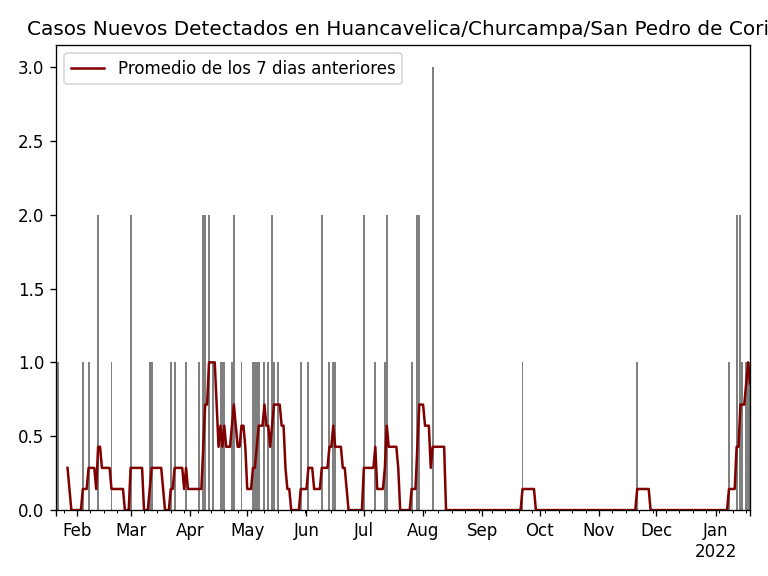 Casos Nuevos Detectados en Huancavelica/Churcampa/San Pedro de Cori
Promedio de los 7 dias anteriores
3.0
2.5
2.0
1.5
1.0
0.5
0.0
Feb Mar Apr May Jun Jul Aug Sep Oct Nov Dec Jan
2022